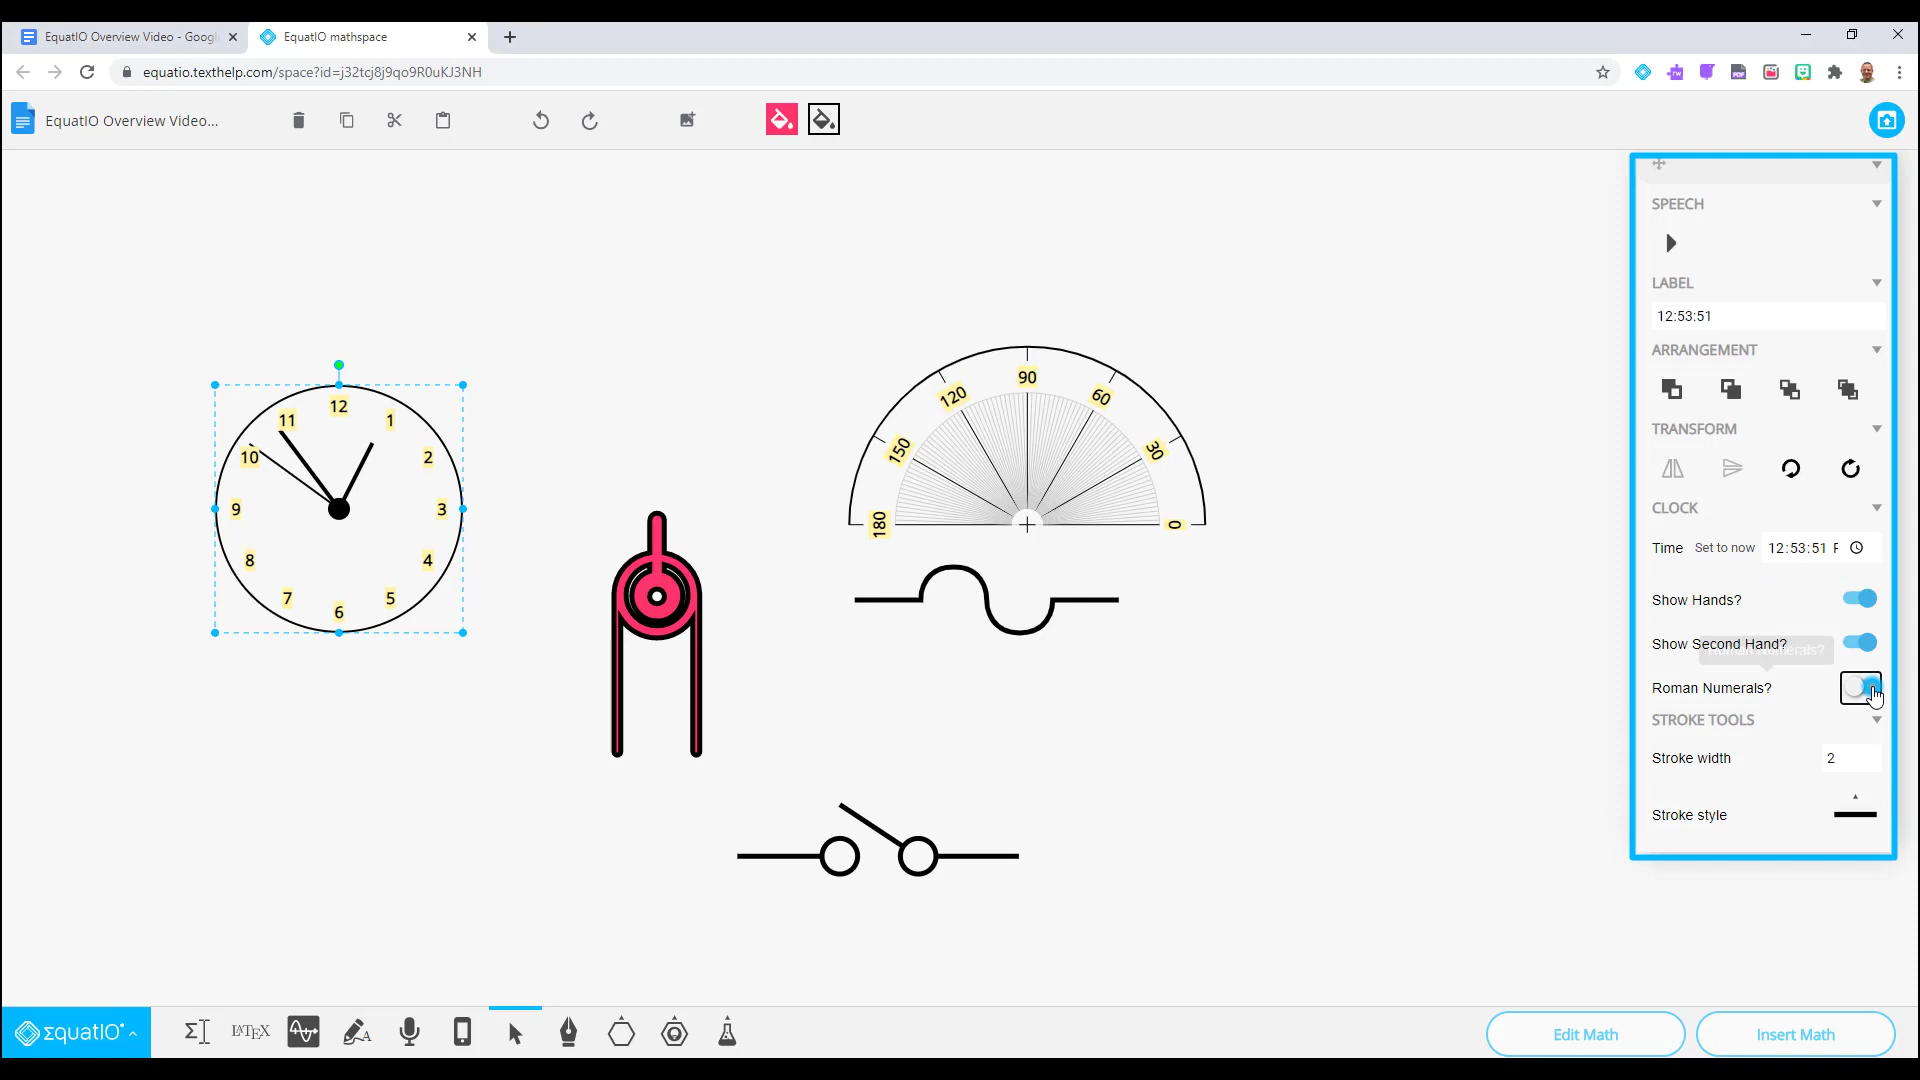 EquatIO Overview Video - Googl
EquatIO mathspace
equatio.texthelp.com/space?id=j32tcj8j9qo9R0uKJ3NH
EquatIO Overview Video...
SPEECH
LABEL
12:53:51
ARRANGEMENT
TRANSFORM
CLOCK
Time Set to now 12:53:51 P
Show Hands?
Show Second Hand?
Roman Numerals?
Roman Numerals?
STROKE TOOLS
Stroke width 2
Stroke style
12
11 1
10 2
9 3
8 4
7 5
6
90
120 60
150 30
180 0
ΣquatIO
LATEX
A
Edit Math
Insert Math